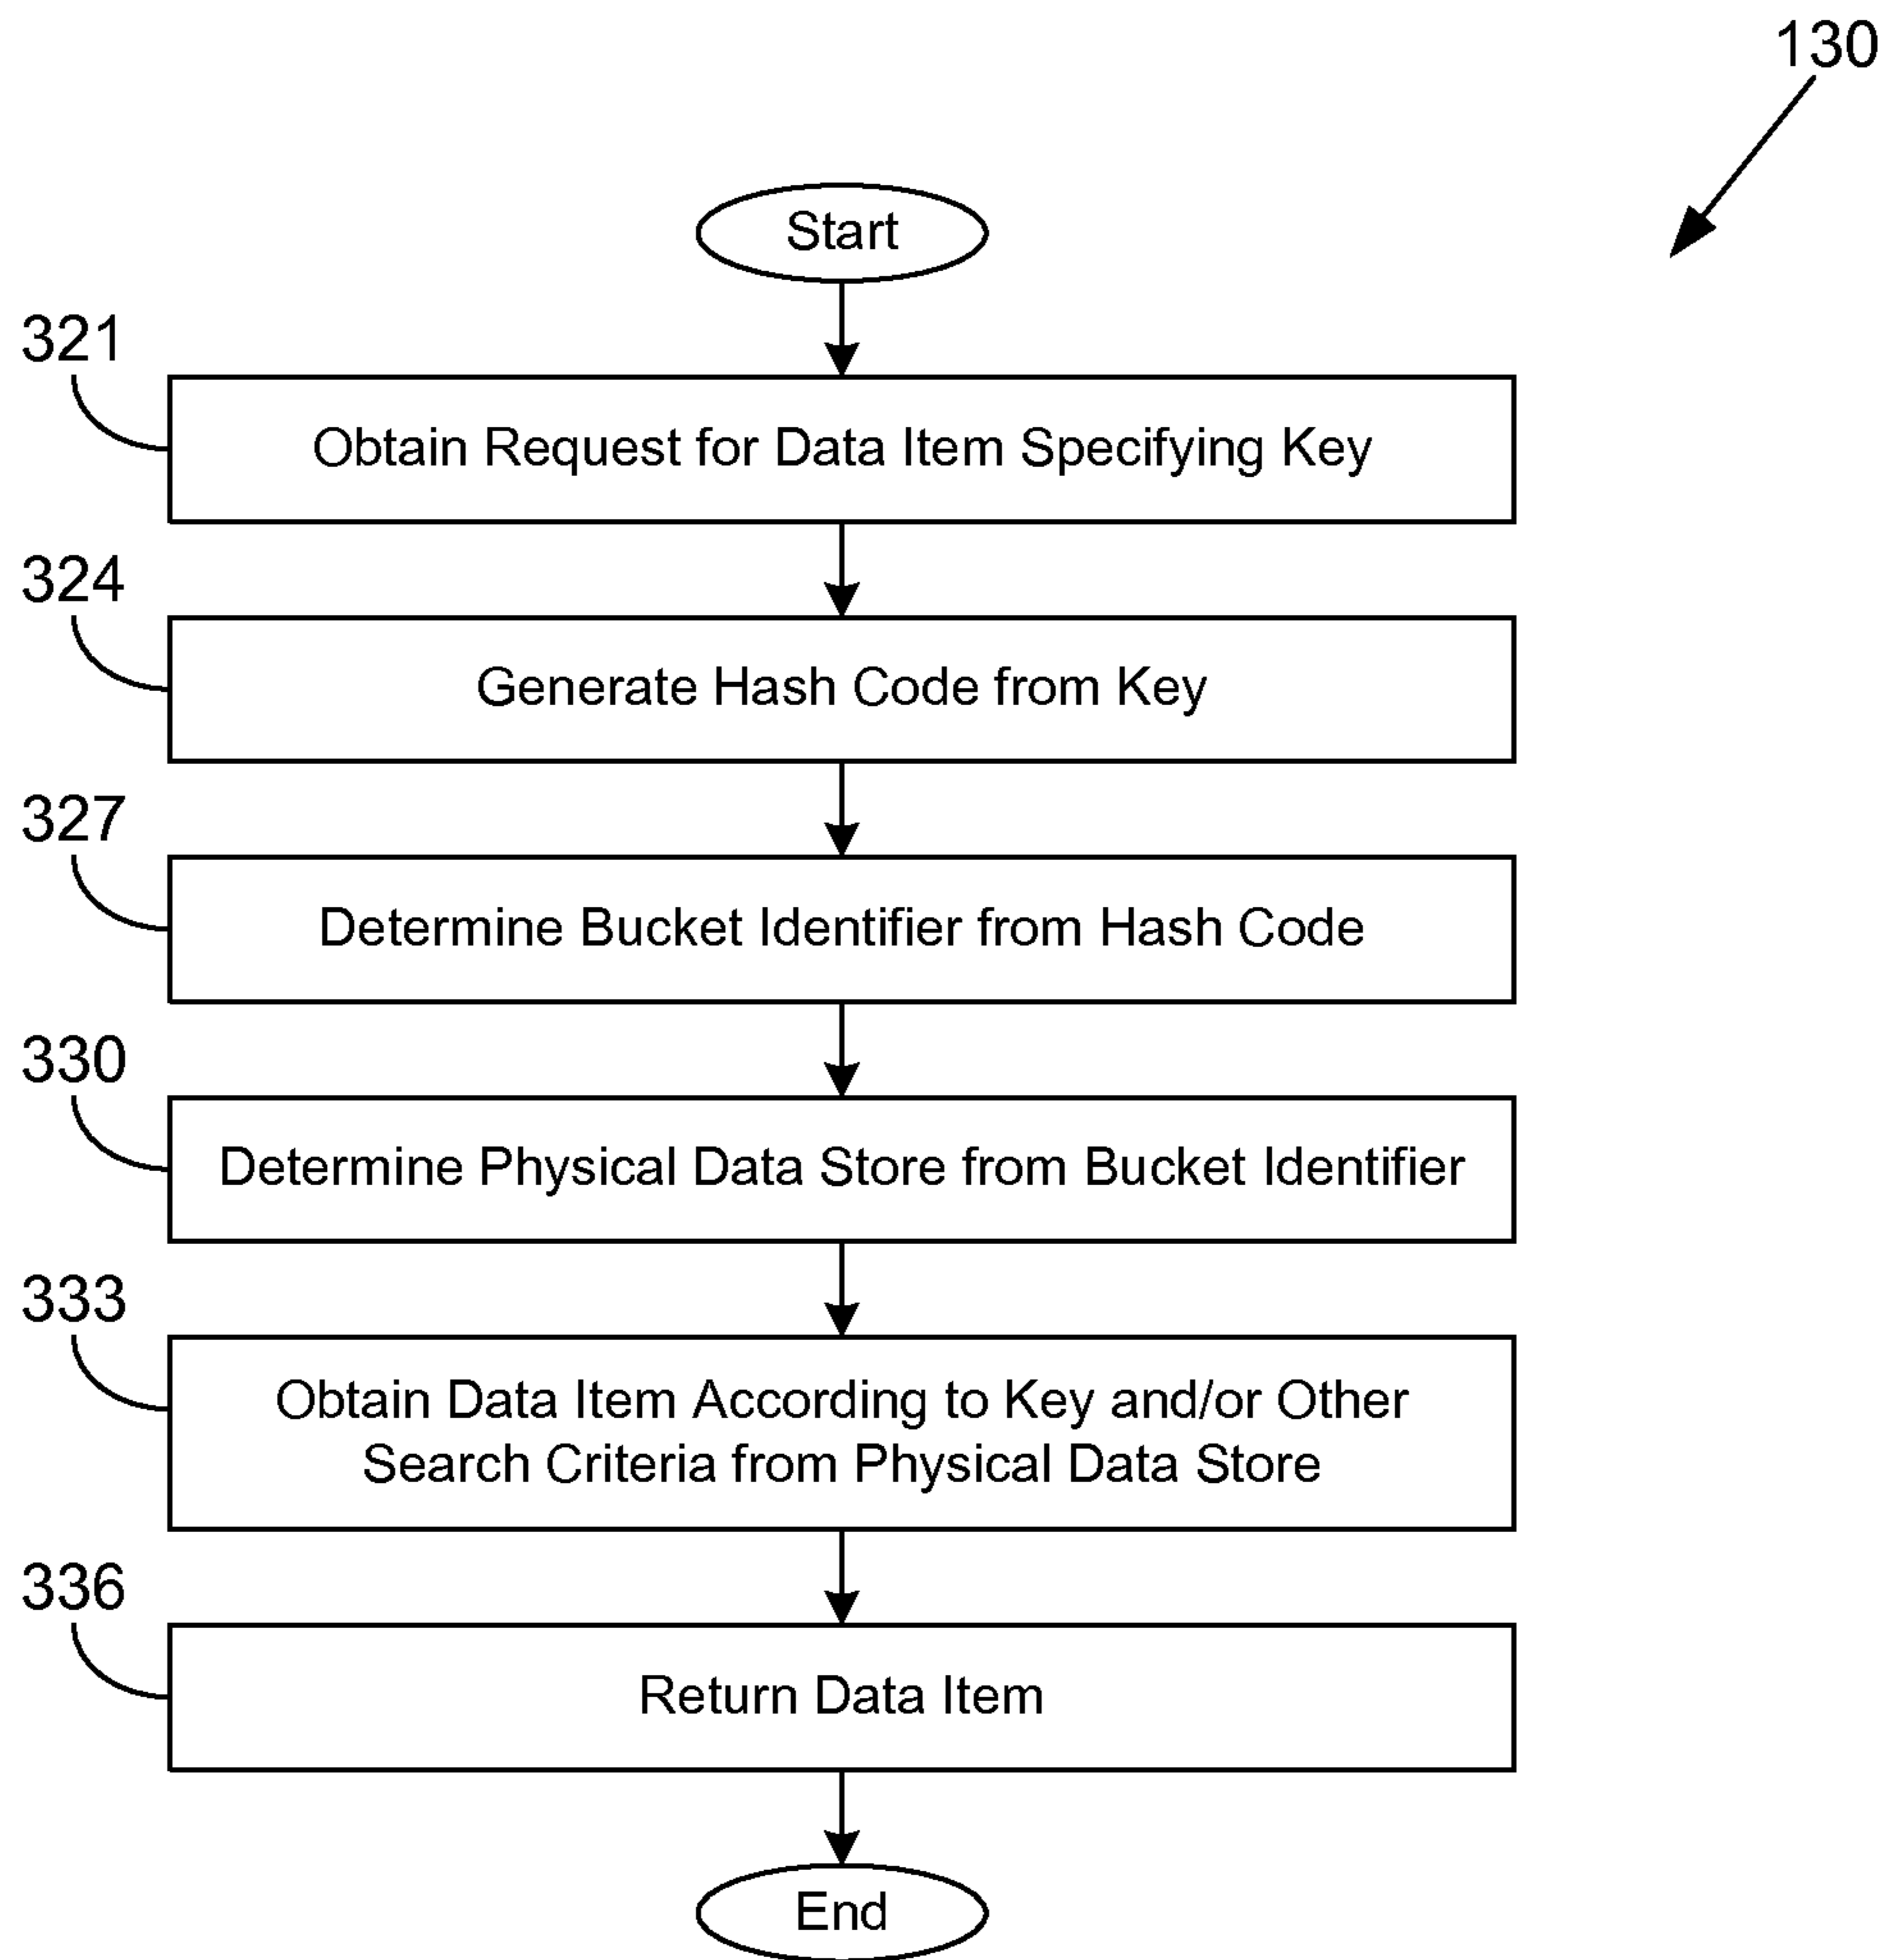 130
Start
321
Obtain Request for Data Item Specifying Key
324
Generate Hash Code from Key
327
Determine Bucket Identifier from Hash Code
330
Determine Physical Data Store from Bucket Identifier
333
Obtain Data Item According to Key and/or Other
Search Criteria from Physical Data Store
336
Return Data Item
End